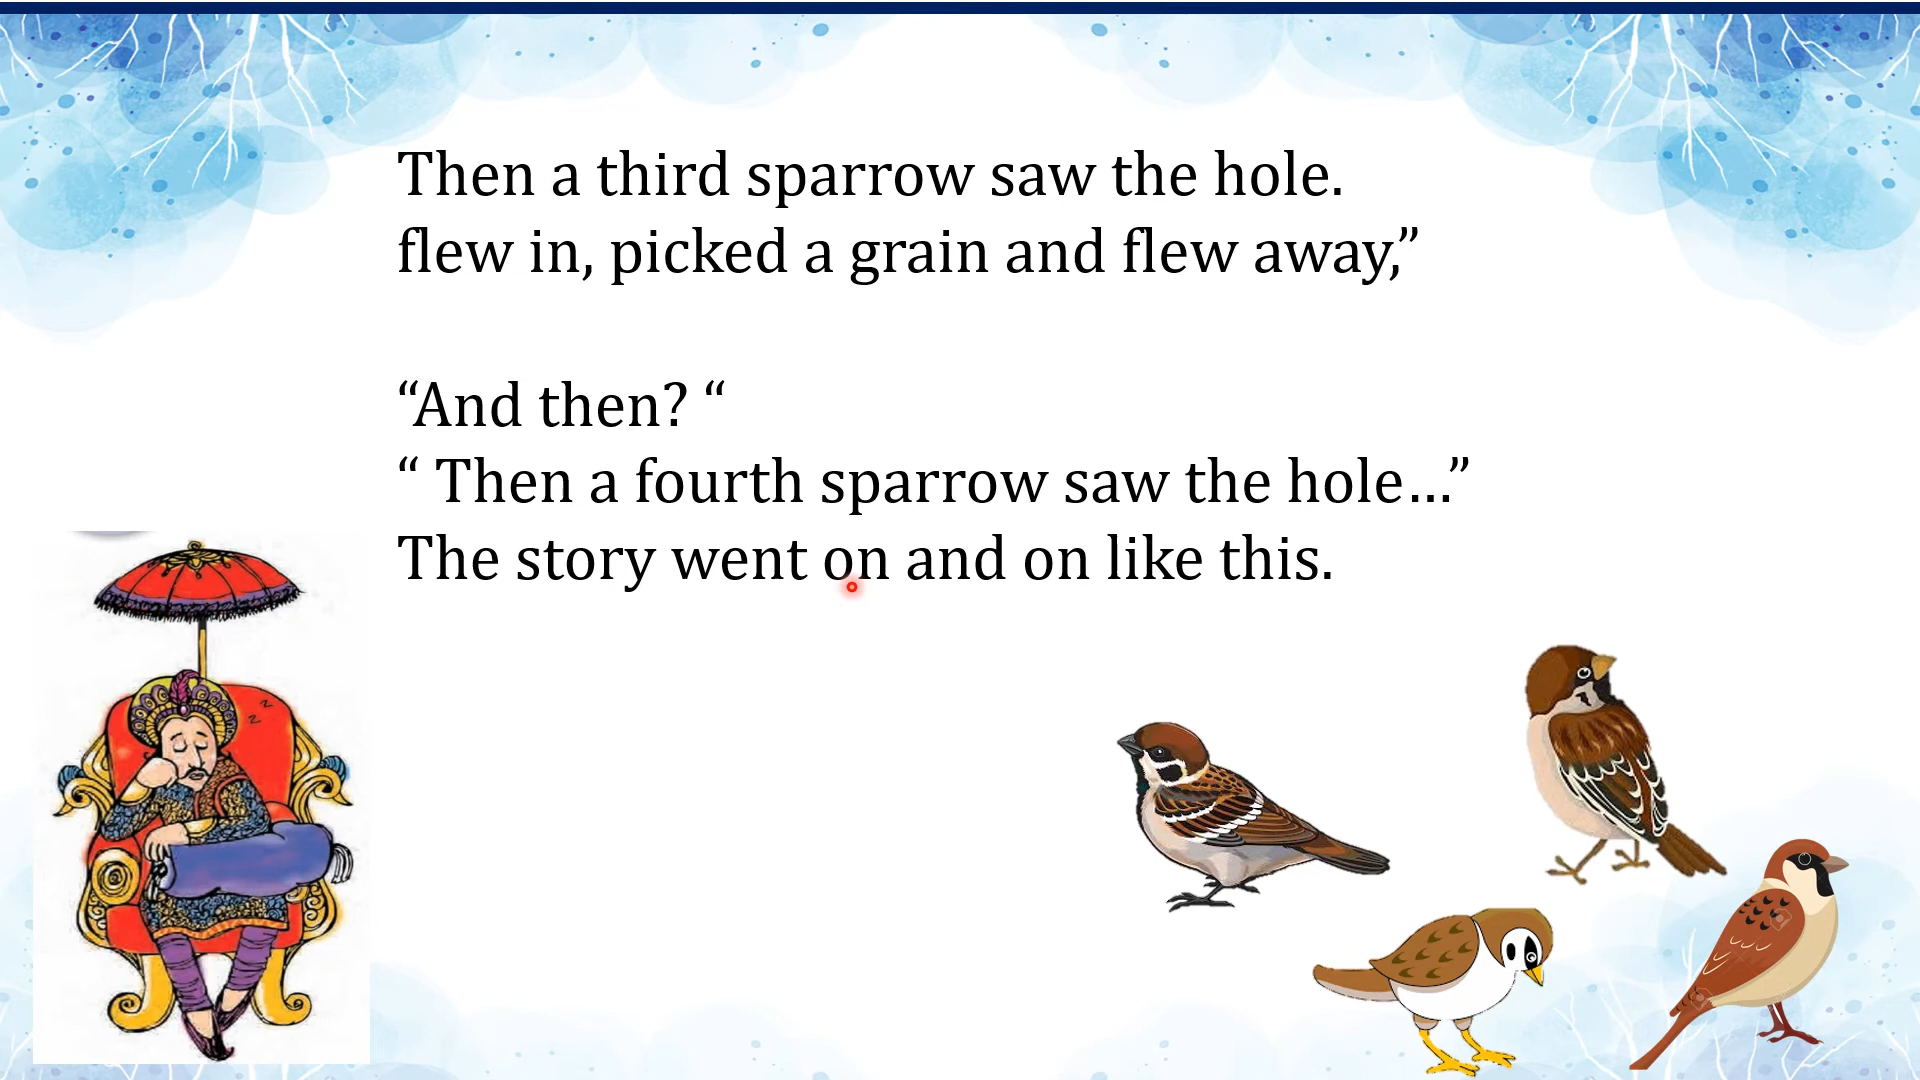 Then a third sparrow saw the hole.
flew in, picked a grain and flew away,”
“And then? “
“ Then a fourth sparrow saw the hole…”
The story went on and on like this.
z
z